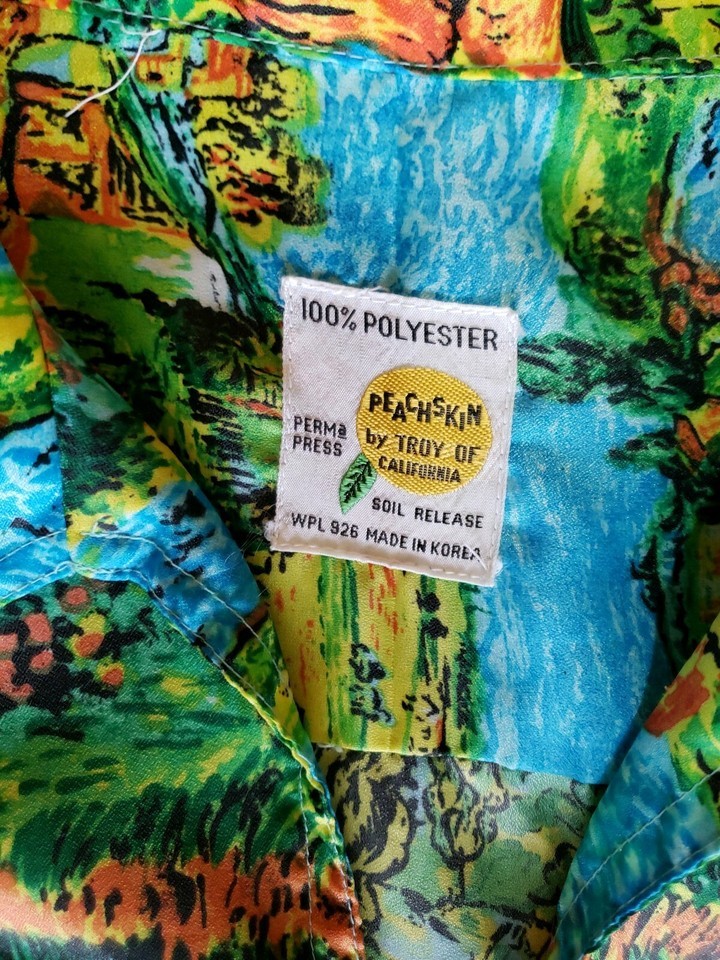 100% POLYESTER
PEACHSKIN
by TROY OF
CALIFORNIA
PERMa
PRESS
SOIL RELEASE
WPL 926 MADE IN KOREA